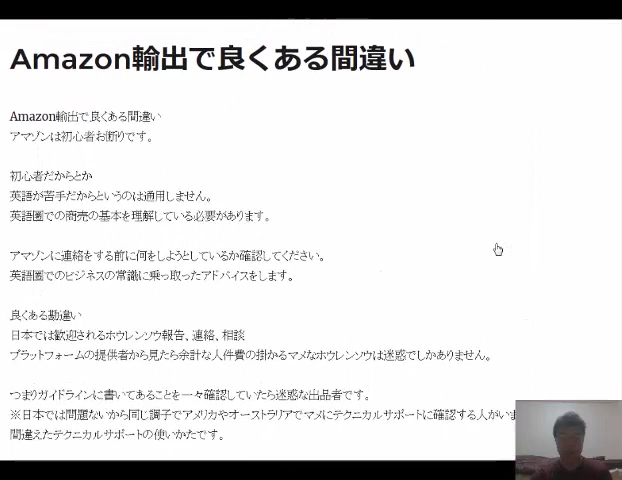 Amazon輸出で良くある間違い
Amazon輸出で良くある間違い
アマゾンは初心者お断りです。
初心者だからとか
英語が苦手だからというのは通用しません。
英語圏での商売の基本を理解している必要があります。
アマゾンに連絡をする前に何をしようとしているか確認してください。
英語圏でのビジネスの常識に乗っ取ったアドバイスをします。
良くある勘違い
日本では歓迎されるホウレンソウ報告、連絡、相談
プラットフォームの提供者から見たら余計な人件費の掛かるマメなホウレンソウは迷惑でしかありません。
つまりガイドラインに書いてあることを一々確認していたら迷惑な出品者です。
※日本では問題ないから同じ調子でアメリカやオーストラリアでマメにテクニカルサポートに確認する人がいま
間違えたテクニカルサポートの使いかたです。